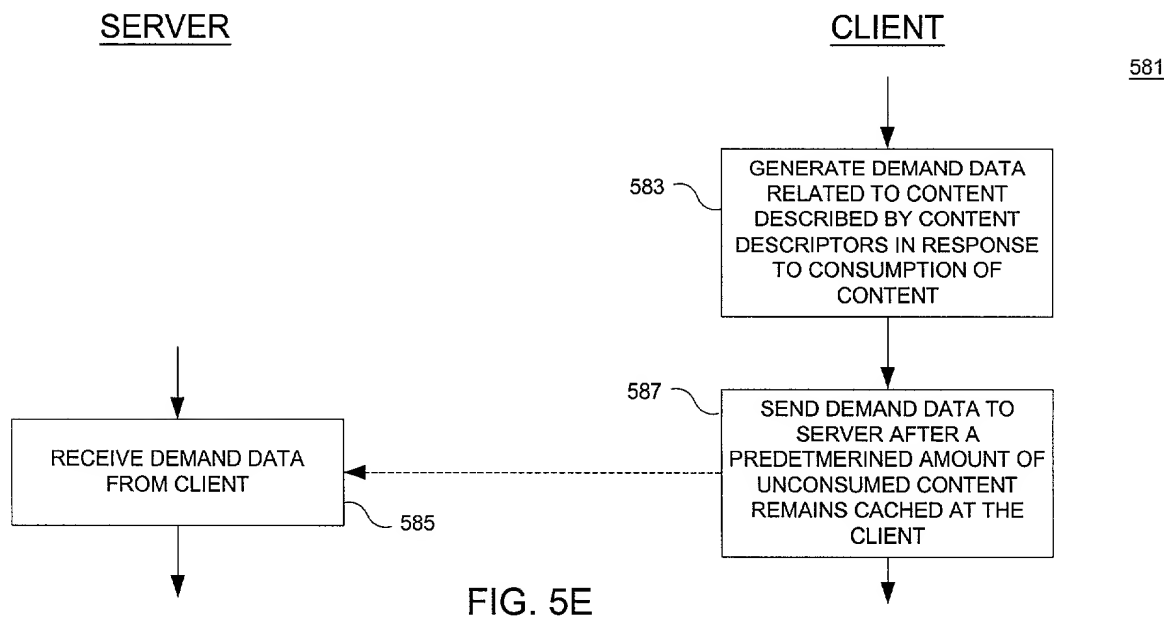 SERVER
CLIENT
581
583
GENERATE DEMAND DATA
RELATED TO CONTENT
DESCRIBED BY CONTENT
DESCRIPTORS IN RESPONSE
TO CONSUMPTION OF
CONTENT
587
SEND DEMAND DATA TO
SERVER AFTER A
PREDETMERINED AMOUNT OF
UNCONSUMED CONTENT
REMAINS CACHED AT THE
CLIENT
RECEIVE DEMAND DATA
FROM CLIENT
585
FIG. 5E